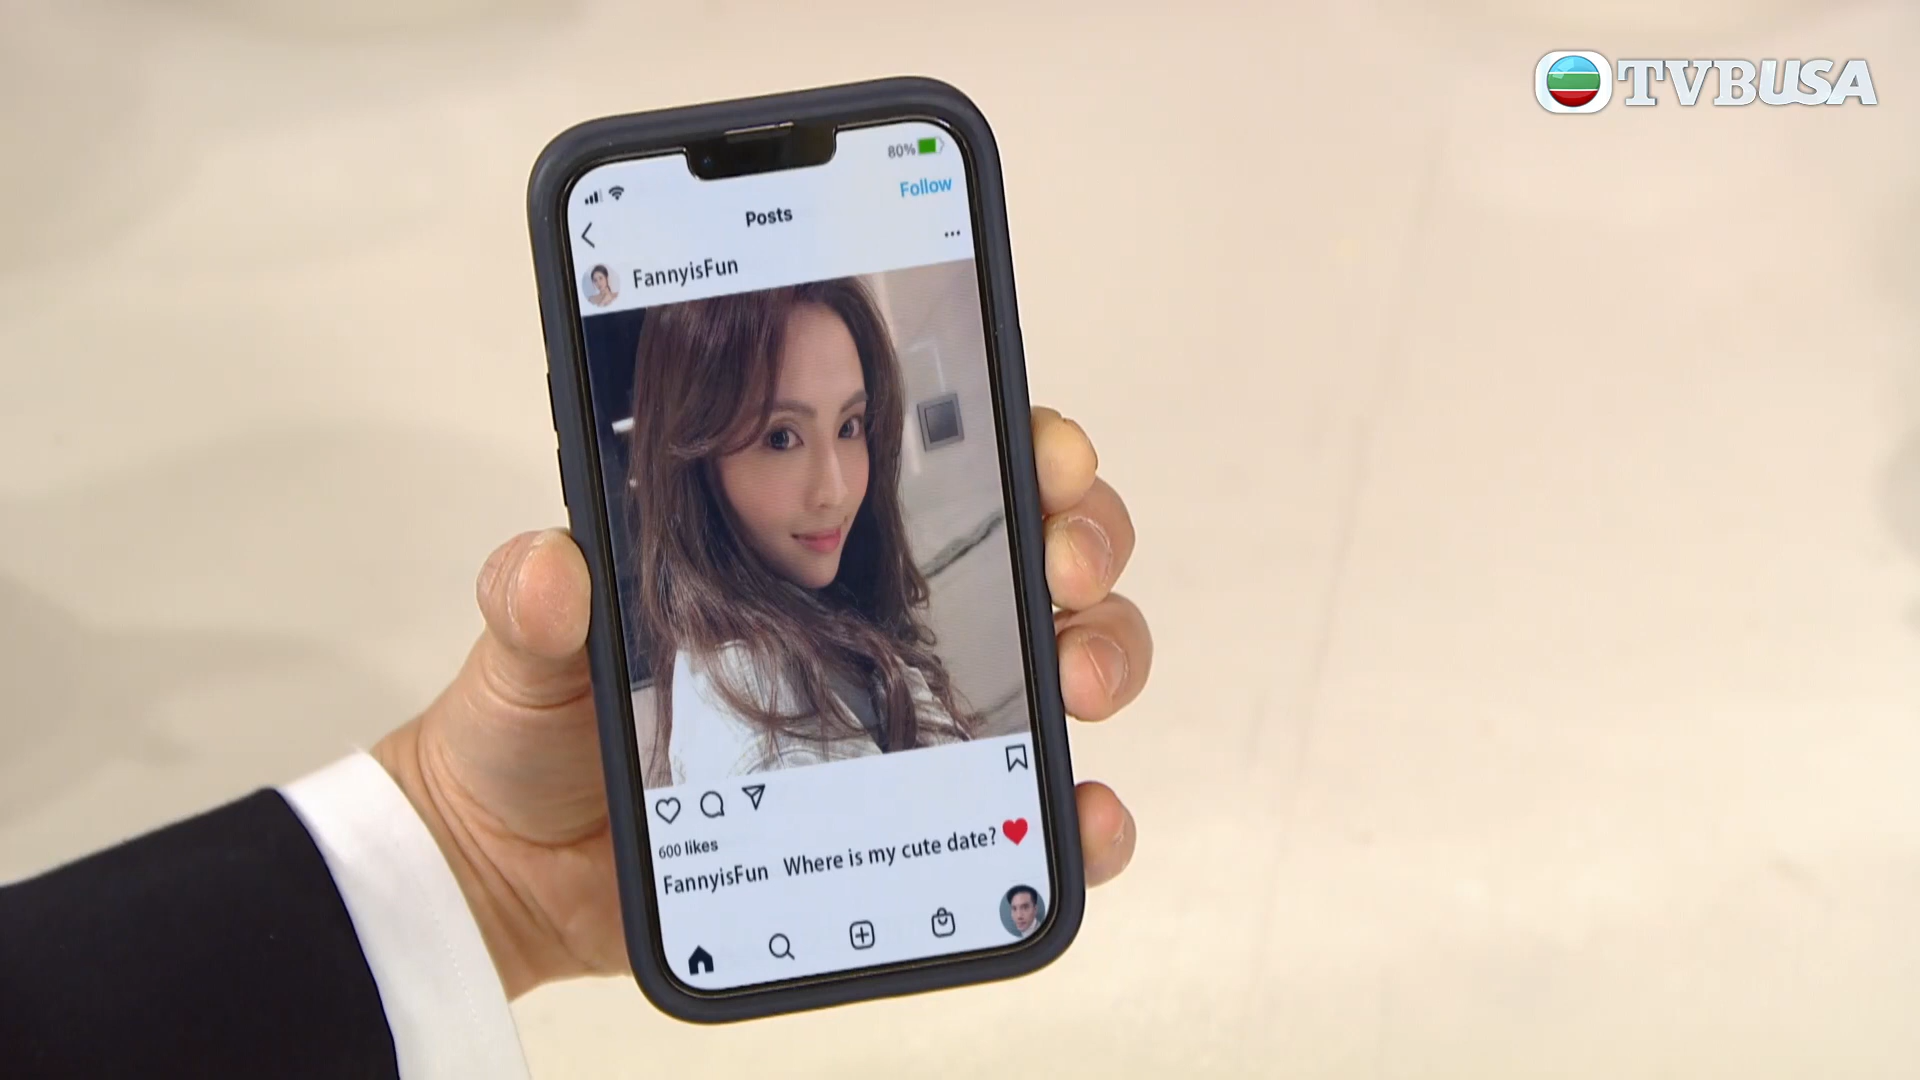 TVBUSA
80%
Follow
Posts
FannyisFun
600 likes
FannyisFun Where is my cute date?